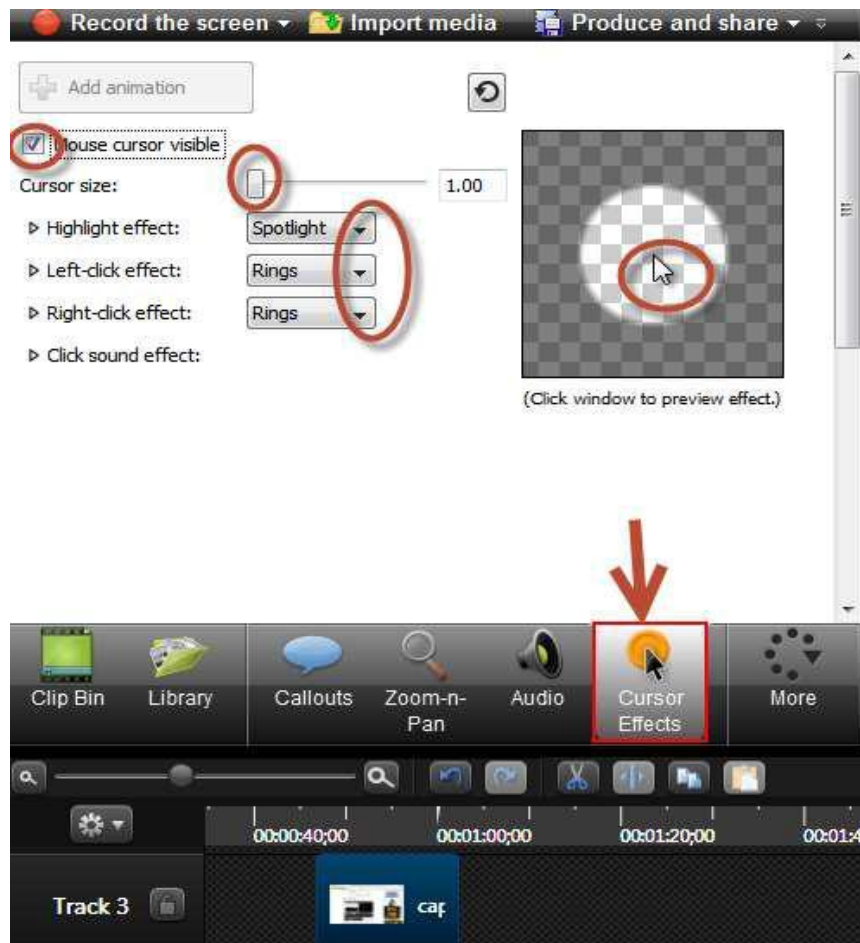 Record the screen Import media Produce and share
Add animation
Mouse cursor visible
Cursor size: 1.00
Highlight effect: Spotlight
Left-click effect: Rings
Right-click effect: Rings
Click sound effect:
(Click window to preview effect.)
Clip Bin Library Callouts Zoom-n- Audio Cursor More
Pan Effects
00:00:40;00 00:01:00;00 00:01:20;00 00:01:4
Track 3 cap